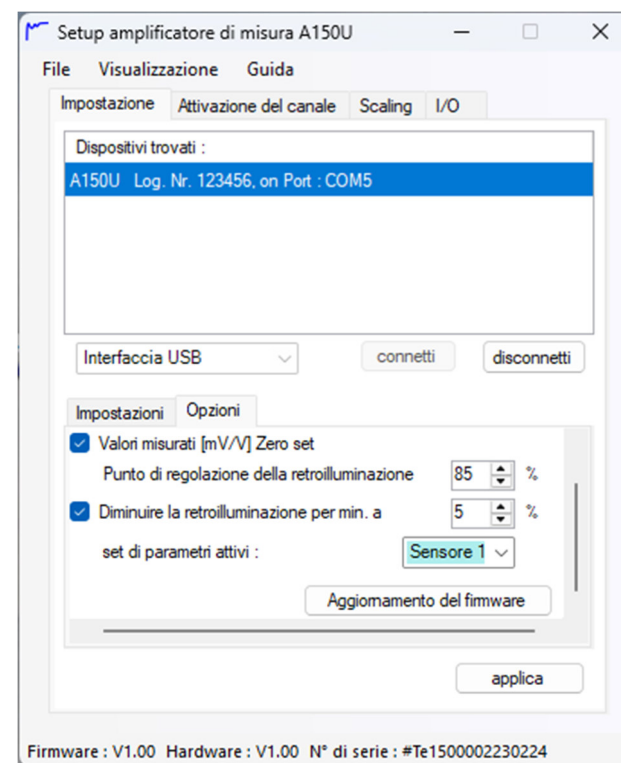 Setup amplificatore di misura A150U
File Visualizzazione Guida
Impostazione Attivazione del canale Scaling I/O
Dispositivi trovati :
A150U Log. Nr. 123456, on Port : COM5
Interfaccia USB connetti disconnetti
Impostazioni Opzioni
Valori misurati [mV/V] Zero set
Punto di regolazione della retroilluminazione 85 %
Diminuire la retroilluminazione per min. a 5 %
set di parametri attivi : Sensore 1
Aggiornamento del firmware
applica
Firmware : V1.00 Hardware : V1.00 N° di serie : #Te1500002230224